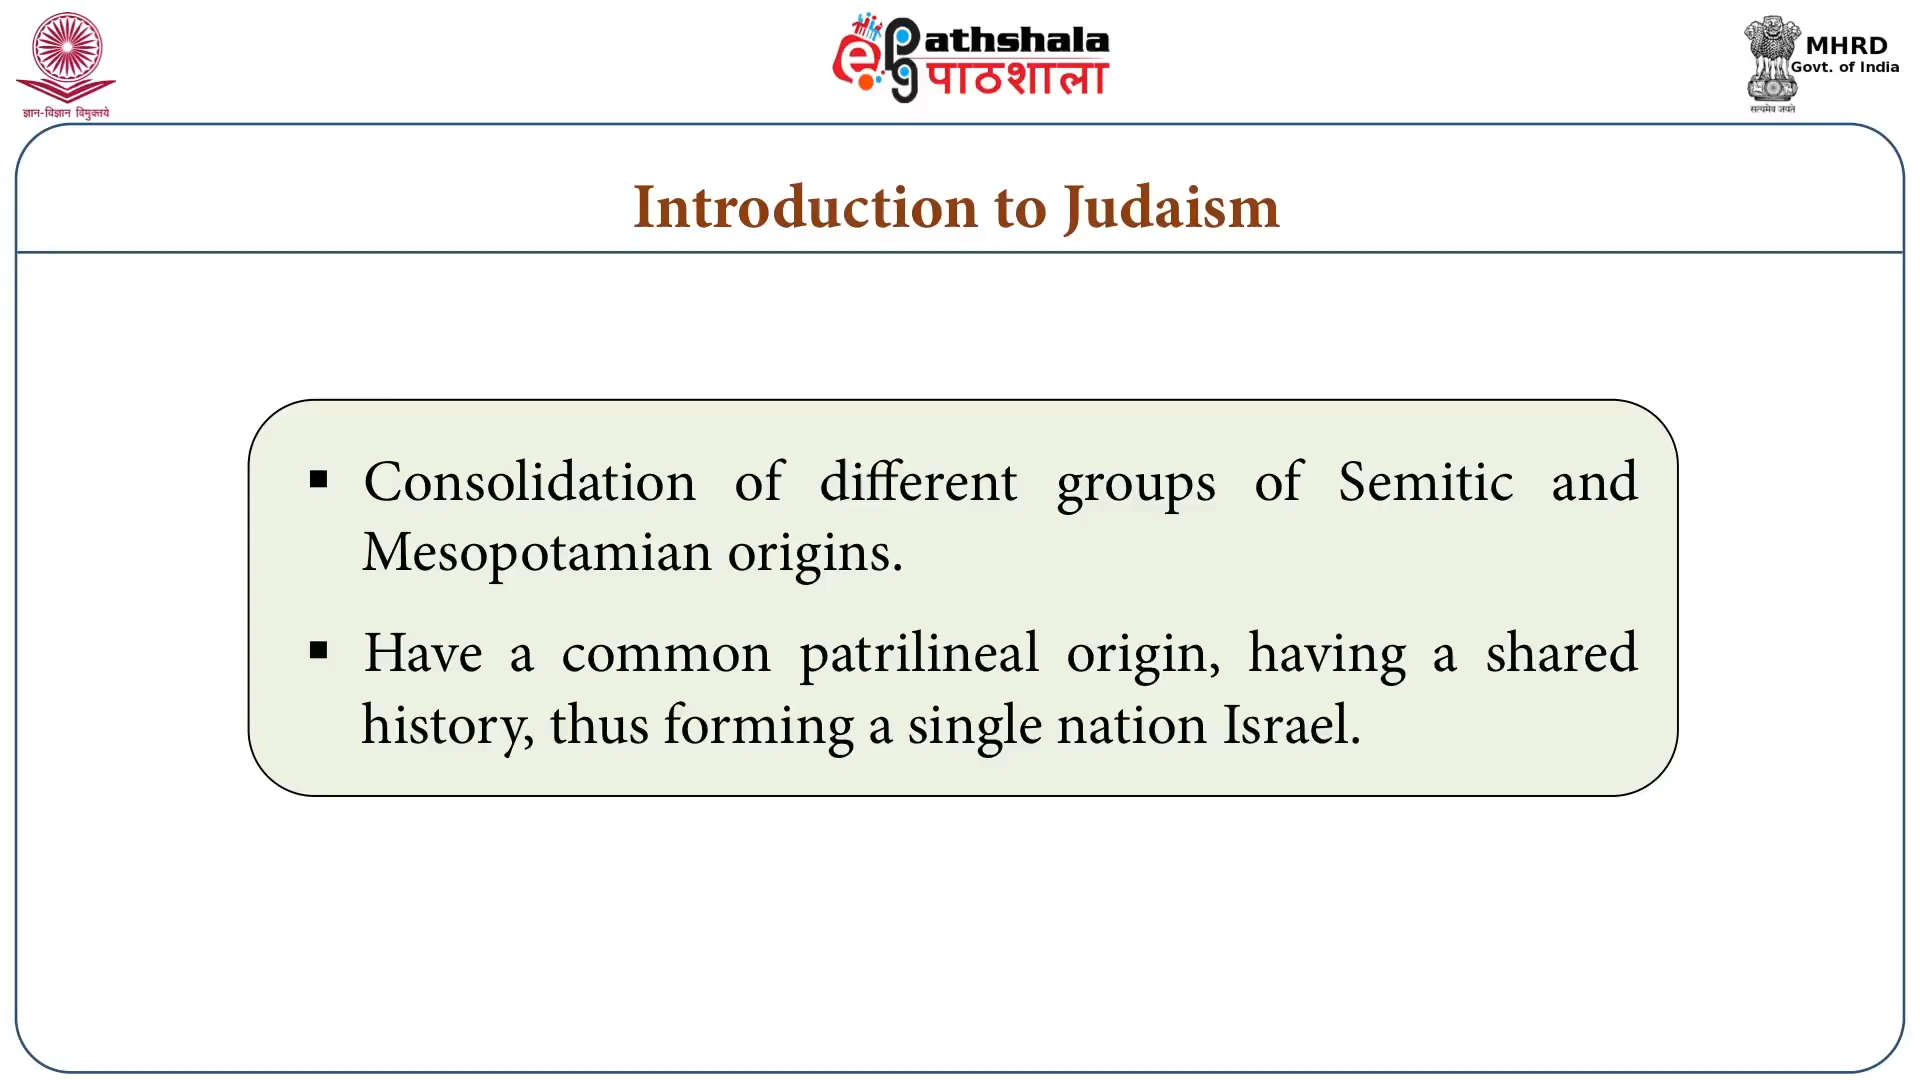 ज्ञान-विज्ञान विमुक्तये
e Pathshala
pg पाठशाला
MHRD
Govt. of India
सत्यमेव जयते
Introduction to Judaism
▪ Consolidation of different groups of Semitic and
Mesopotamian origins.
▪ Have a common patrilineal origin, having a shared
history, thus forming a single nation Israel.